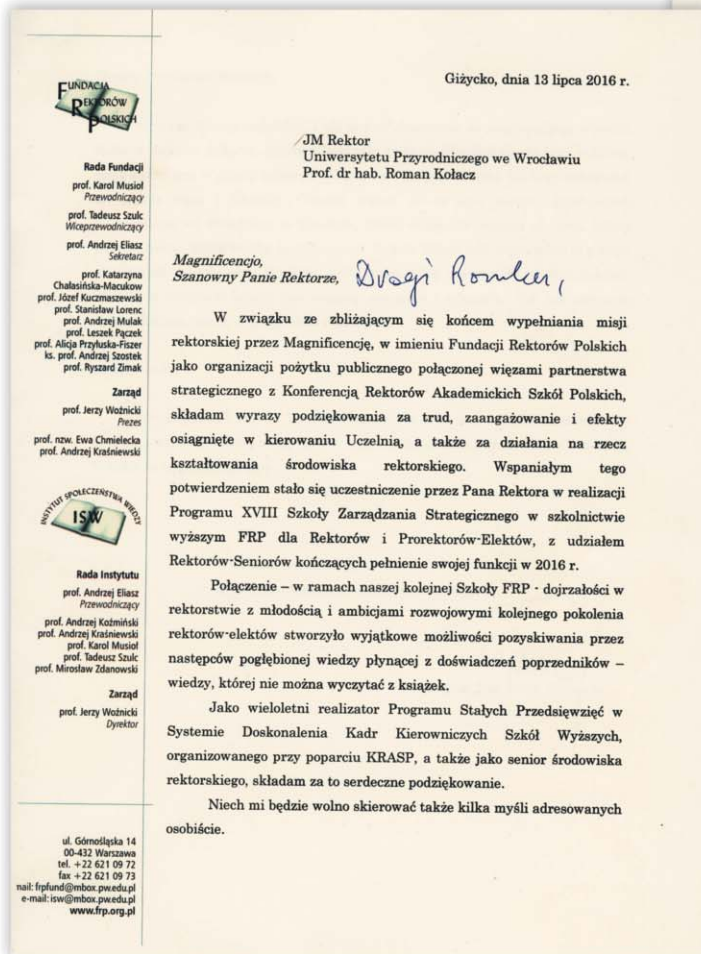 FUNDACJA
REKTORÓW
POLSKICH
Rada Fundacji
prof. Karol Musioł
Przewodniczący
prof. Tadeusz Szulc
Wiceprzewodniczący
prof. Andrzej Eliasz
Sekretarz
prof. Katarzyna
Chałasińska-Macukow
prof. Józef Kuczmaszewski
prof. Stanisław Lorenc
prof. Andrzej Mulak
prof. Leszek Pączek
prof. Alicja Przyłuska-Fiszer
ks. prof. Andrzej Szostek
prof. Ryszard Zimak
Zarząd
prof. Jerzy Woźnicki
Prezes
prof. nzw. Ewa Chmielecka
prof. Andrzej Kraśniewski
INSTYTUT SPOŁECZEŃSTWA WIEDZY
ISW
Rada Instytutu
prof. Andrzej Eliasz
Przewodniczący
prof. Andrzej Koźmiński
prof. Andrzej Kraśniewski
prof. Karol Musioł
prof. Tadeusz Szulc
prof. Mirosław Zdanowski
Zarząd
prof. Jerzy Woźnicki
Dyrektor
ul. Górnośląska 14
00-432 Warszawa
tel. +22 621 09 72
fax +22 621 09 73
nail: frpfund@mbox.pw.edu.pl
e-mail: isw@mbox.pw.edu.pl
www.frp.org.pl
Giżycko, dnia 13 lipca 2016 r.
JM Rektor
Uniwersytetu Przyrodniczego we Wrocławiu
Prof. dr hab. Roman Kołacz
Magnificencjo,
Szanowny Panie Rektorze, Drogi
W związku ze zbliżającym się końcem wypełniania misji
rektorskiej przez Magnificencję, w imieniu Fundacji Rektorów Polskich
jako organizacji pożytku publicznego połączonej więzami partnerstwa
strategicznego z Konferencją Rektorów Akademickich Szkół Polskich,
składam wyrazy podziękowania za trud, zaangażowanie i efekty
osiągnięte w kierowaniu Uczelnią, a także za działania na rzecz
kształtowania środowiska rektorskiego. Wspaniałym tego
potwierdzeniem stało się uczestniczenie przez Pana Rektora w realizacji
Programu XVIII Szkoły Zarządzania Strategicznego w szkolnictwie
wyższym FRP dla Rektorów i Prorektorów-Elektów, z udziałem
Rektorów-Seniorów kończących pełnienie swojej funkcji w 2016 r.
Połączenie – w ramach naszej kolejnej Szkoły FRP - dojrzałości w
rektorstwie z młodością i ambicjami rozwojowymi kolejnego pokolenia
rektorów-elektów stworzyło wyjątkowe możliwości pozyskiwania przez
następców pogłębionej wiedzy płynącej z doświadczeń poprzedników –
wiedzy, której nie można wyczytać z książek.
Jako wieloletni realizator Programu Stałych Przedsięwzięć w
Systemie Doskonalenia Kadr Kierowniczych Szkół Wyższych,
organizowanego przy poparciu KRASP, a także jako senior środowiska
rektorskiego, składam za to serdeczne podziękowanie.
Niech mi będzie wolno skierować także kilka myśli adresowanych
osobiście.